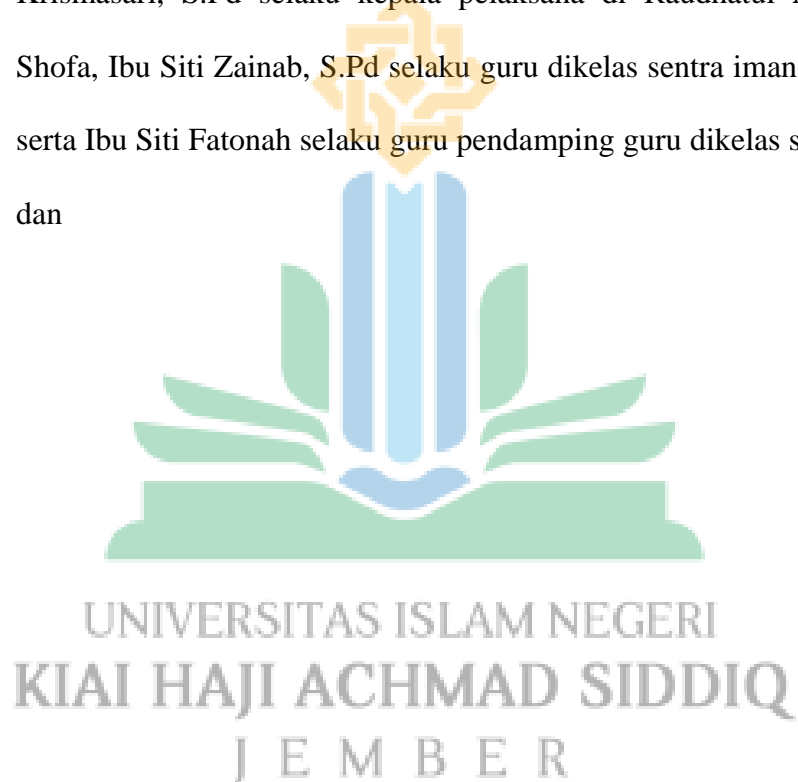 Krismasari, S.Pd selaku kepala pelaksana di Raudhatul
Shofa, Ibu Siti Zainab, S.Pd selaku guru dikelas sentra iman
serta Ibu Siti Fatonah selaku guru pendamping guru dikelas
dan
UNIVERSITAS ISLAM NEGERI
KIAI HAJI ACHMAD SIDDIQ
JEMBER